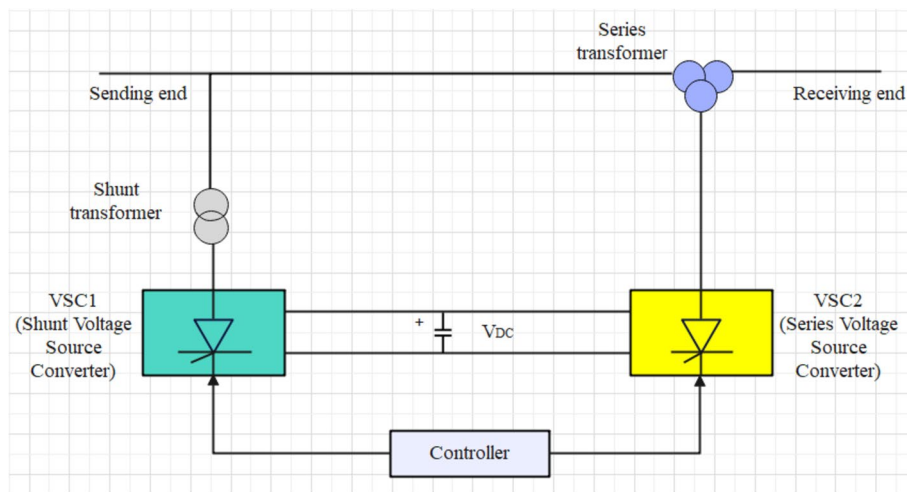 Series
transformer
Sending end
Receiving end
Shunt
transformer
VSC1
(Shunt Voltage
Source
Converter)
+
VDC
VSC2
(Series Voltage
Source
Converter)
Controller